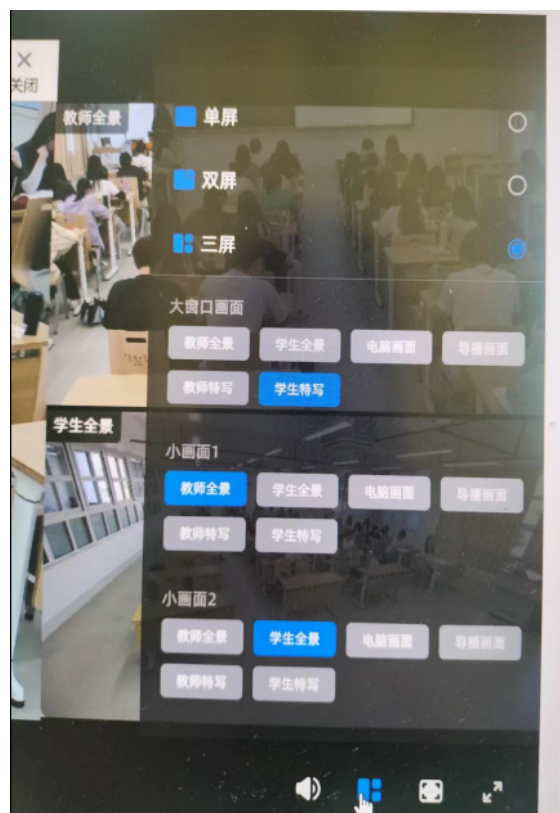 关闭
教师全景
单屏
双屏
三屏
大窗口画面
教师全景 学生全景 电脑画面 导播画面
教师特写 学生特写
学生全景
小画面1
教师全景 学生全景 电脑画面 导播画面
教师特写 学生特写
小画面2
教师全景 学生全景 电脑画面 导播画面
教师特写 学生特写